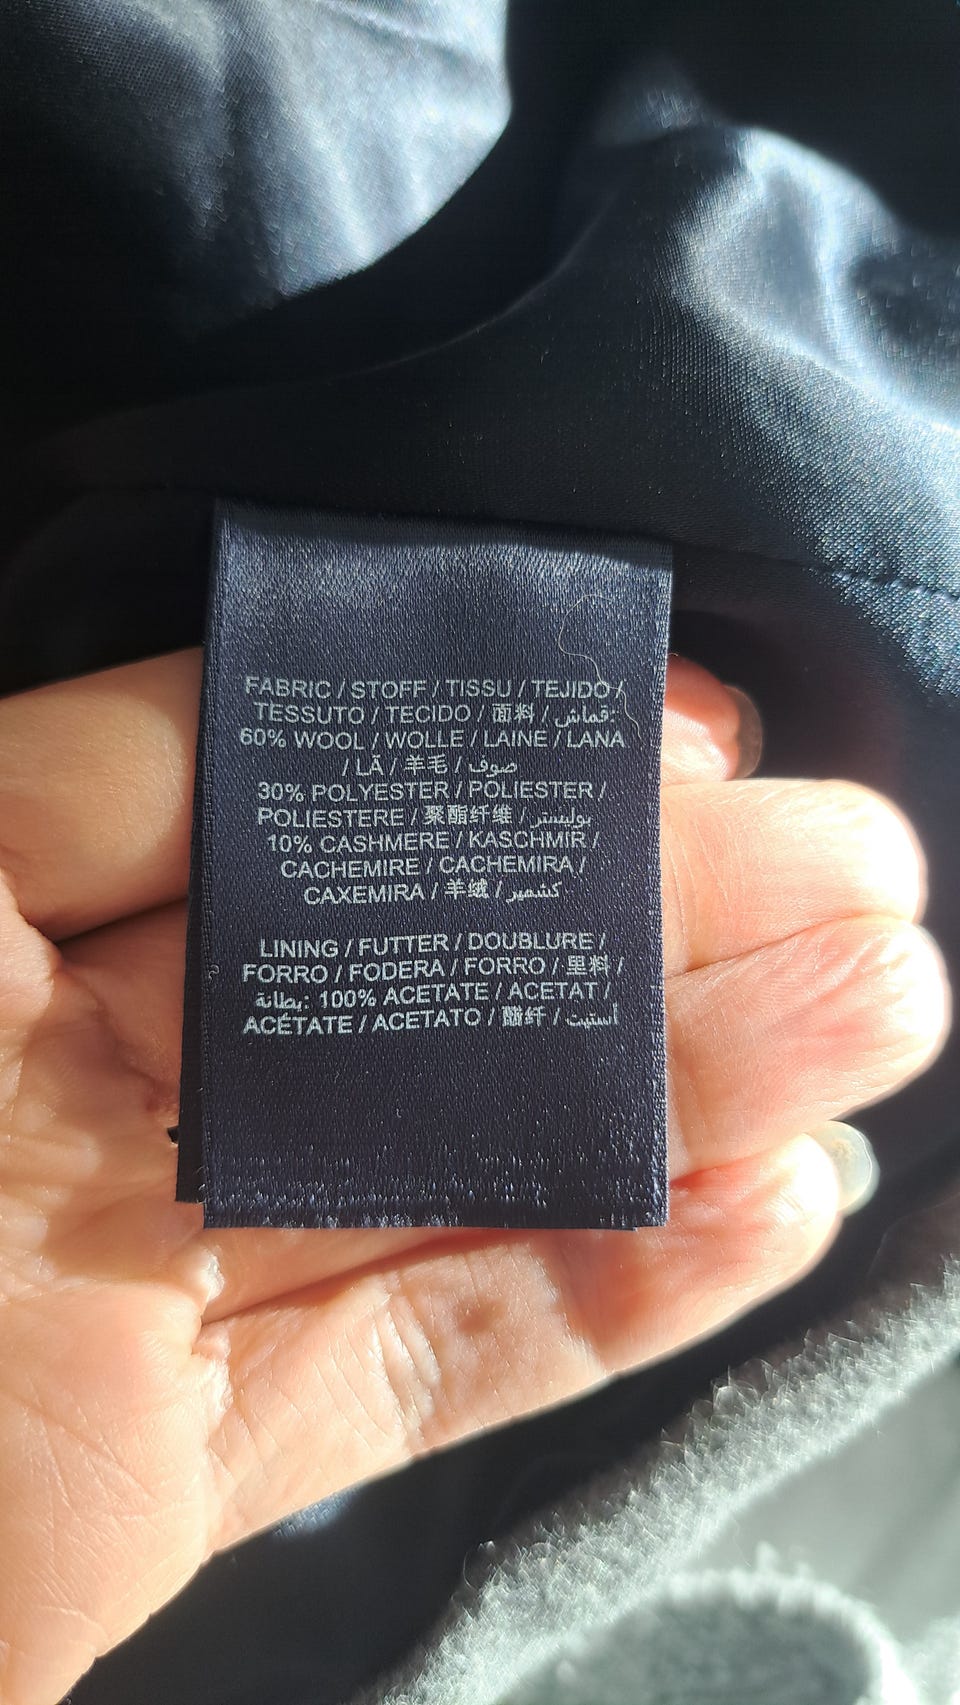 FABRIC / STOFF / TISSU / TEJIDO /
TESSUTO / TECIDO / 面料 / قماش:
60% WOOL / WOLLE / LAINE / LANA
/ LÃ / 羊毛 / صوف
30% POLYESTER / POLIESTER /
POLIESTERE / 聚酯纤维 / بوليستر
10% CASHMERE / KASCHMIR /
CACHEMIRE / CACHEMIRA /
CAXEMIRA / 羊绒 / كشمير
LINING / FUTTER / DOUBLURE /
FORRO / FODERA / FORRO / 里料 /
بطانة: 100% ACETATE / ACETAT /
ACÉTATE / ACETATO / 醋纤 / أستيت